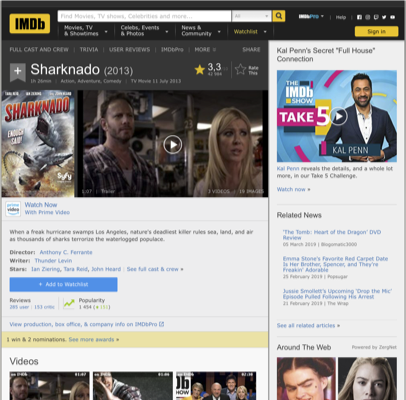 IMDb
Find Movies, TV shows, Celebrities and more...
All
IMDbPro
Help
Movies, TV
& Showtimes
Celebs, Events
& Photos
News &
Community
Watchlist
Sign in
FULL CAST AND CREW | TRIVIA | USER REVIEWS | IMDbPro | MORE
SHARE
+ Sharknado (2013)
3,3
Rate
This
1h 26min
Action, Adventure, Comedy | TV Movie 11 July 2013
SHARKNADO
ENOUGH
SAID!
Syfy
1:07 | Trailer
2 VIDEOS | 19 IMAGES
prime video
Watch Now
With Prime Video
When a freak hurricane swamps Los Angeles, nature's deadliest killer rules sea, land, and air
as thousands of sharks terrorize the waterlogged populace.
Director: Anthony C. Ferrante
Writer: Thunder Levin
Stars: Ian Ziering, Tara Reid, John Heard | See full cast & crew »
+ Add to Watchlist
Reviews
265 user | 153 critic
Popularity
View production, box office, & company info on IMDbPro
1 win & 2 nominations. See more awards »
Videos
Kal Penn's Secret "Full House"
Connection
THE
IMDb
SHOW
TAKE 5
KAL PENN
Kal Penn reveals the details, and a whole lot
more, in our Take 5 Challenge.
Watch now »
Related News
'The Tomb: Heart of the Dragon' DVD
Review
05 March 2019 | Blogomatic3000
Emma Stone's Favorite Red Carpet Date
Is Her Brother, Spencer, and They're
Freakin' Adorable
25 February 2019 | Popsugar
Jussie Smollett's Upcoming 'Drop the Mic'
Episode Pulled Following His Arrest
21 February 2019 | The Wrap
See all related articles »
Around The Web
Powered by ZergNet